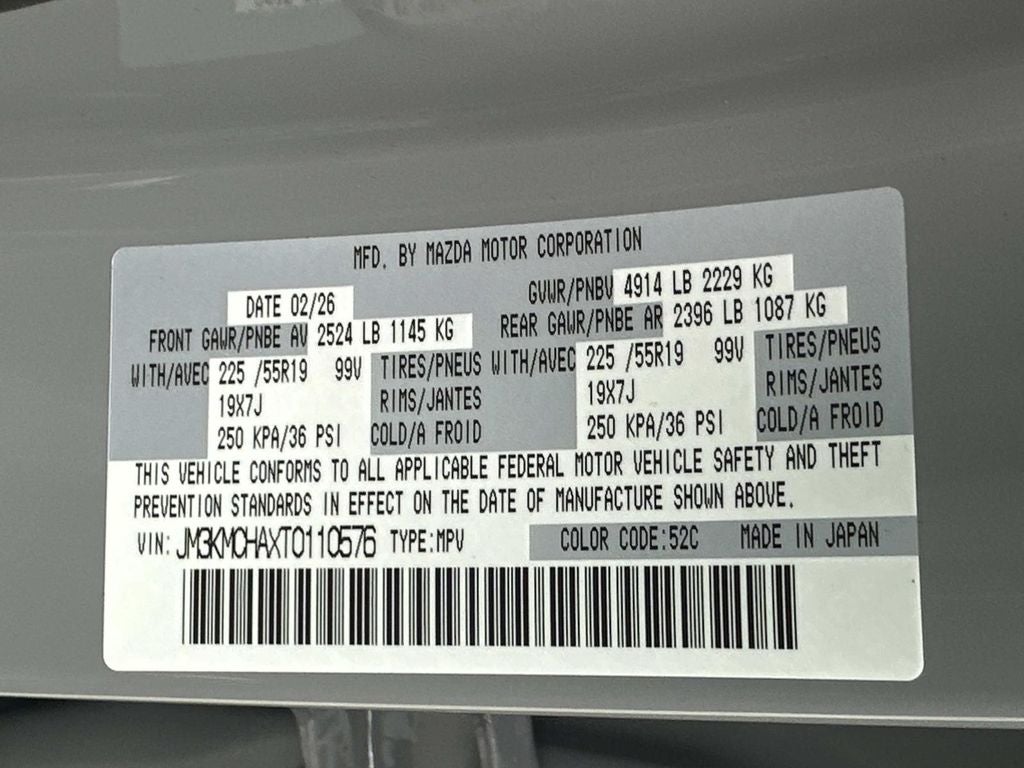 MFD. BY MAZDA MOTOR CORPORATION
DATE 02/26 GVWR/PNBV 4914 LB 2229 KG
FRONT GAWR/PNBE AV 2524 LB 1145 KG REAR GAWR/PNBE AR 2396 LB 1087 KG
WITH/AVEC 225 /55R19 99V TIRES/PNEUS WITH/AVEC 225 /55R19 99V TIRES/PNEUS
19X7J RIMS/JANTES 19X7J RIMS/JANTES
250 KPA/36 PSI COLD/A FROID 250 KPA/36 PSI COLD/A FROID
THIS VEHICLE CONFORMS TO ALL APPLICABLE FEDERAL MOTOR VEHICLE SAFETY AND THEFT
PREVENTION STANDARDS IN EFFECT ON THE DATE OF MANUFACTURE SHOWN ABOVE.
VIN: JM3KMCHAXT0110576 TYPE:MPV COLOR CODE:52C MADE IN JAPAN